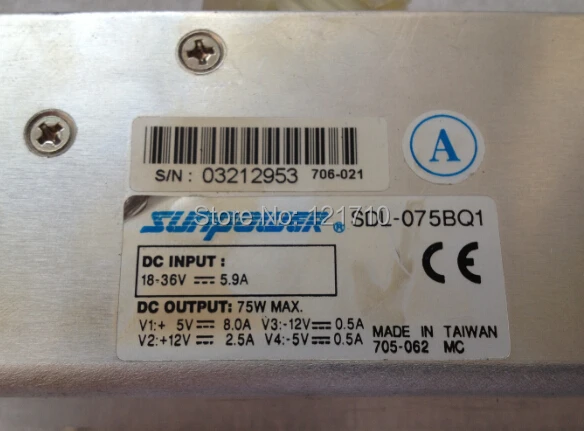 A
S/N : 03212953 706-021
SUNPOWER® SDL-075BQ1
Store No: 421710
DC INPUT :
18-36V ⎓ 5.9A
DC OUTPUT: 75W MAX.
V1:+ 5V ⎓ 8.0A V3:-12V ⎓ 0.5A
V2:+12V ⎓ 2.5A V4:-5V ⎓ 0.5A
CE
MADE IN TAIWAN
705-062 MC